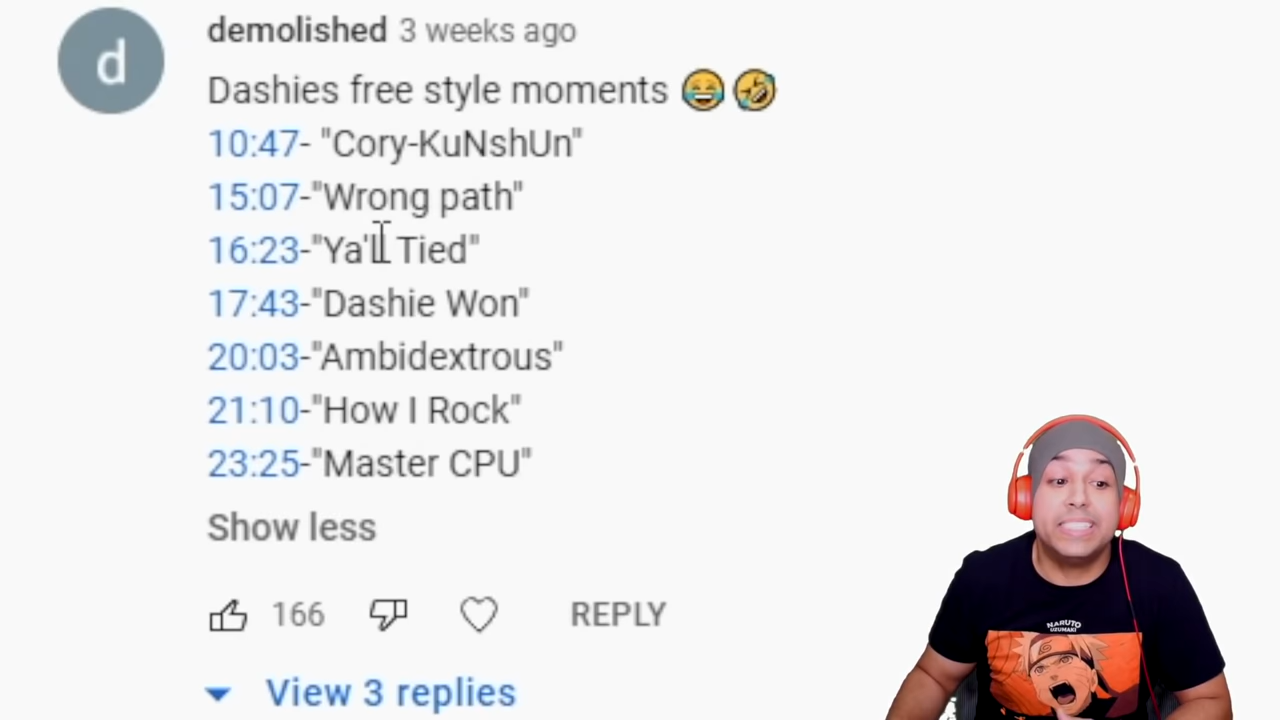 d
demolished 3 weeks ago
Dashies free style moments 😂🤣
10:47- "Cory-KuNshUn"
15:07-"Wrong path"
16:23-"Ya'll Tied"
17:43-"Dashie Won"
20:03-"Ambidextrous"
21:10-"How I Rock"
23:25-"Master CPU"
Show less
166 REPLY
View 3 replies
NARUTO
UZUMAKI